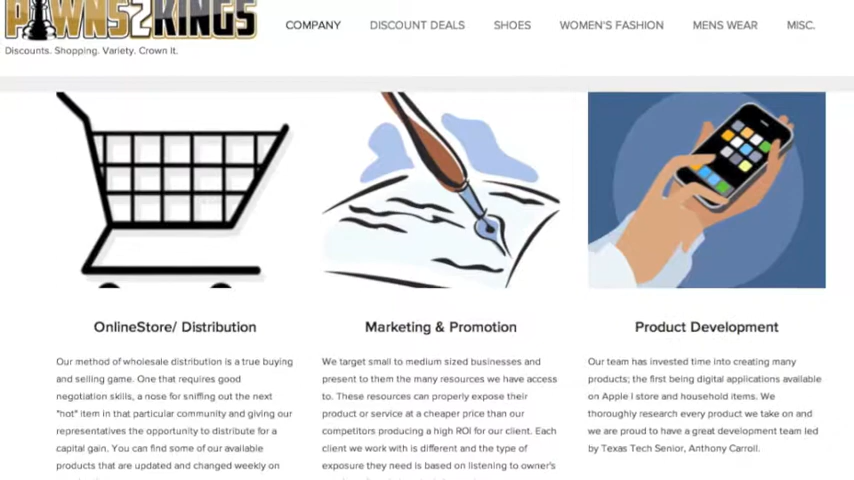 PAWNS2KINGS
Discounts. Shopping. Variety. Crown It.
COMPANY DISCOUNT DEALS SHOES WOMEN'S FASHION MENS WEAR MISC.
OnlineStore/ Distribution
Our method of wholesale distribution is a true buying
and selling game. One that requires good
negotiation skills, a nose for sniffing out the next
"hot" item in that particular community and giving our
representatives the opportunity to distribute for a
capital gain. You can find some of our available
products that are updated and changed weekly on
Marketing & Promotion
We target small to medium sized businesses and
present to them the many resources we have access
to. These resources can properly expose their
product or service at a cheaper price than our
competitors producing a high ROI for our client. Each
client we work with is different and the type of
exposure they need is based on listening to owner's
Product Development
Our team has invested time into creating many
products; the first being digital applications available
on Apple I store and household items. We
thoroughly research every product we take on and
we are proud to have a great development team led
by Texas Tech Senior, Anthony Carroll.